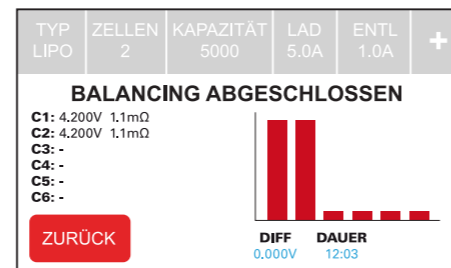 TYP ZELLEN KAPAZITÄT LAD ENTL +
LIPO 2 5000 5.0A 1.0A
BALANCING ABGESCHLOSSEN
C1: 4.200V 1.1mΩ
C2: 4.200V 1.1mΩ
C3: -
C4: -
C5: -
C6: -
ZURÜCK
DIFF DAUER
0.000V 12:03